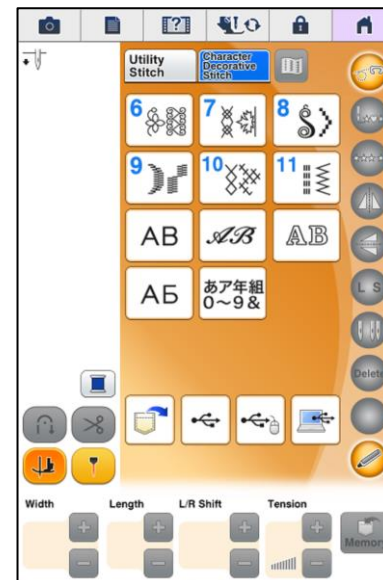 Utility
Stitch
Character
Decorative
Stitch
6
7
8
9
10
11
AB
AB
AB
АБ
あア年組
0~9&
L S
Delete
Width
Length
L/R Shift
Tension
Memory